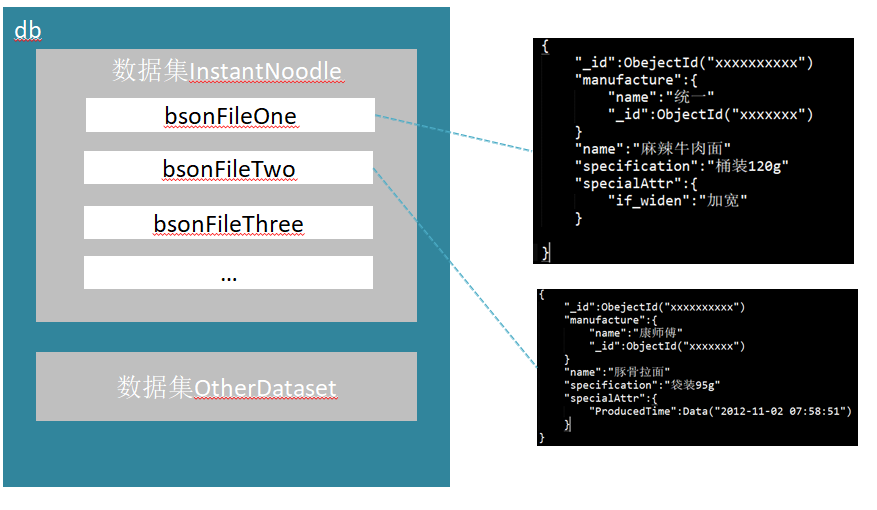 db
数据集InstantNoodle
bsonFileOne
bsonFileTwo
bsonFileThree
...
数据集OtherDataset
{
"_id":ObejectId("xxxxxxxxxx")
"manufacture":{
"name":"统一"
"_id":ObjectId("xxxxxxx")
}
"name":"麻辣牛肉面"
"specification":"桶装120g"
"specialAttr":{
"if_widen":"加宽"
}
}
{
"_id":ObejectId("xxxxxxxxxx")
"manufacture":{
"name":"康师傅"
"_id":ObjectId("xxxxxxx")
}
"name":"豚骨拉面"
"specification":"袋装95g"
"specialAttr":{
"ProducedTime":Data("2012-11-02 07:58:51")
}
}